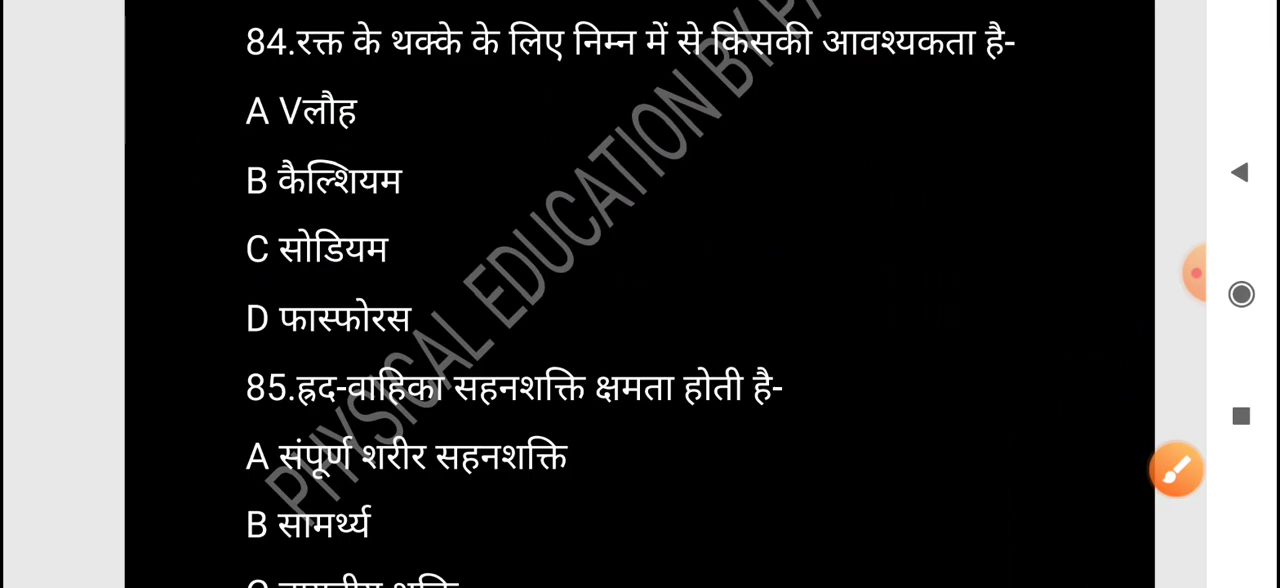 84.रक्त के थक्के के लिए निम्न में से किसकी आवश्यकता है-
A Vलौह
B कैल्शियम
C सोडियम
D फास्फोरस
85.ह्रद-वाहिका सहनशक्ति क्षमता होती है-
A संपूर्ण शरीर सहनशक्ति
B सामर्थ्य
PHYSICAL EDUCATION BY